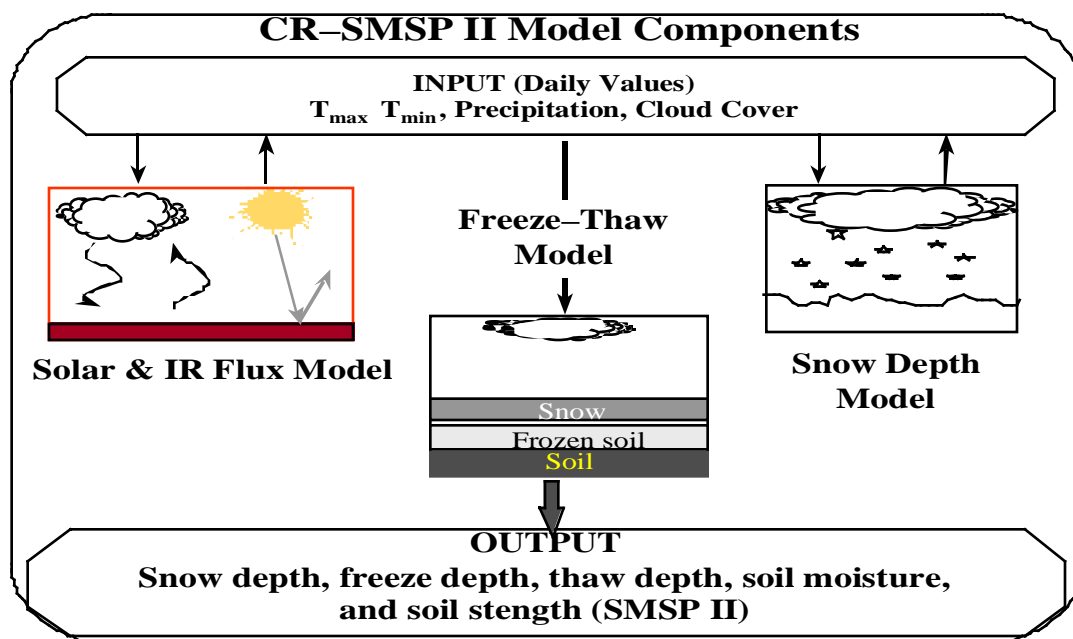 CR–SMSP II Model Components
INPUT (Daily Values)
Tmax Tmin, Precipitation, Cloud Cover
Freeze–Thaw
Model
Solar & IR Flux Model
Snow Depth
Model
Snow
Frozen soil
Soil
OUTPUT
Snow depth, freeze depth, thaw depth, soil moisture,
and soil stength (SMSP II)